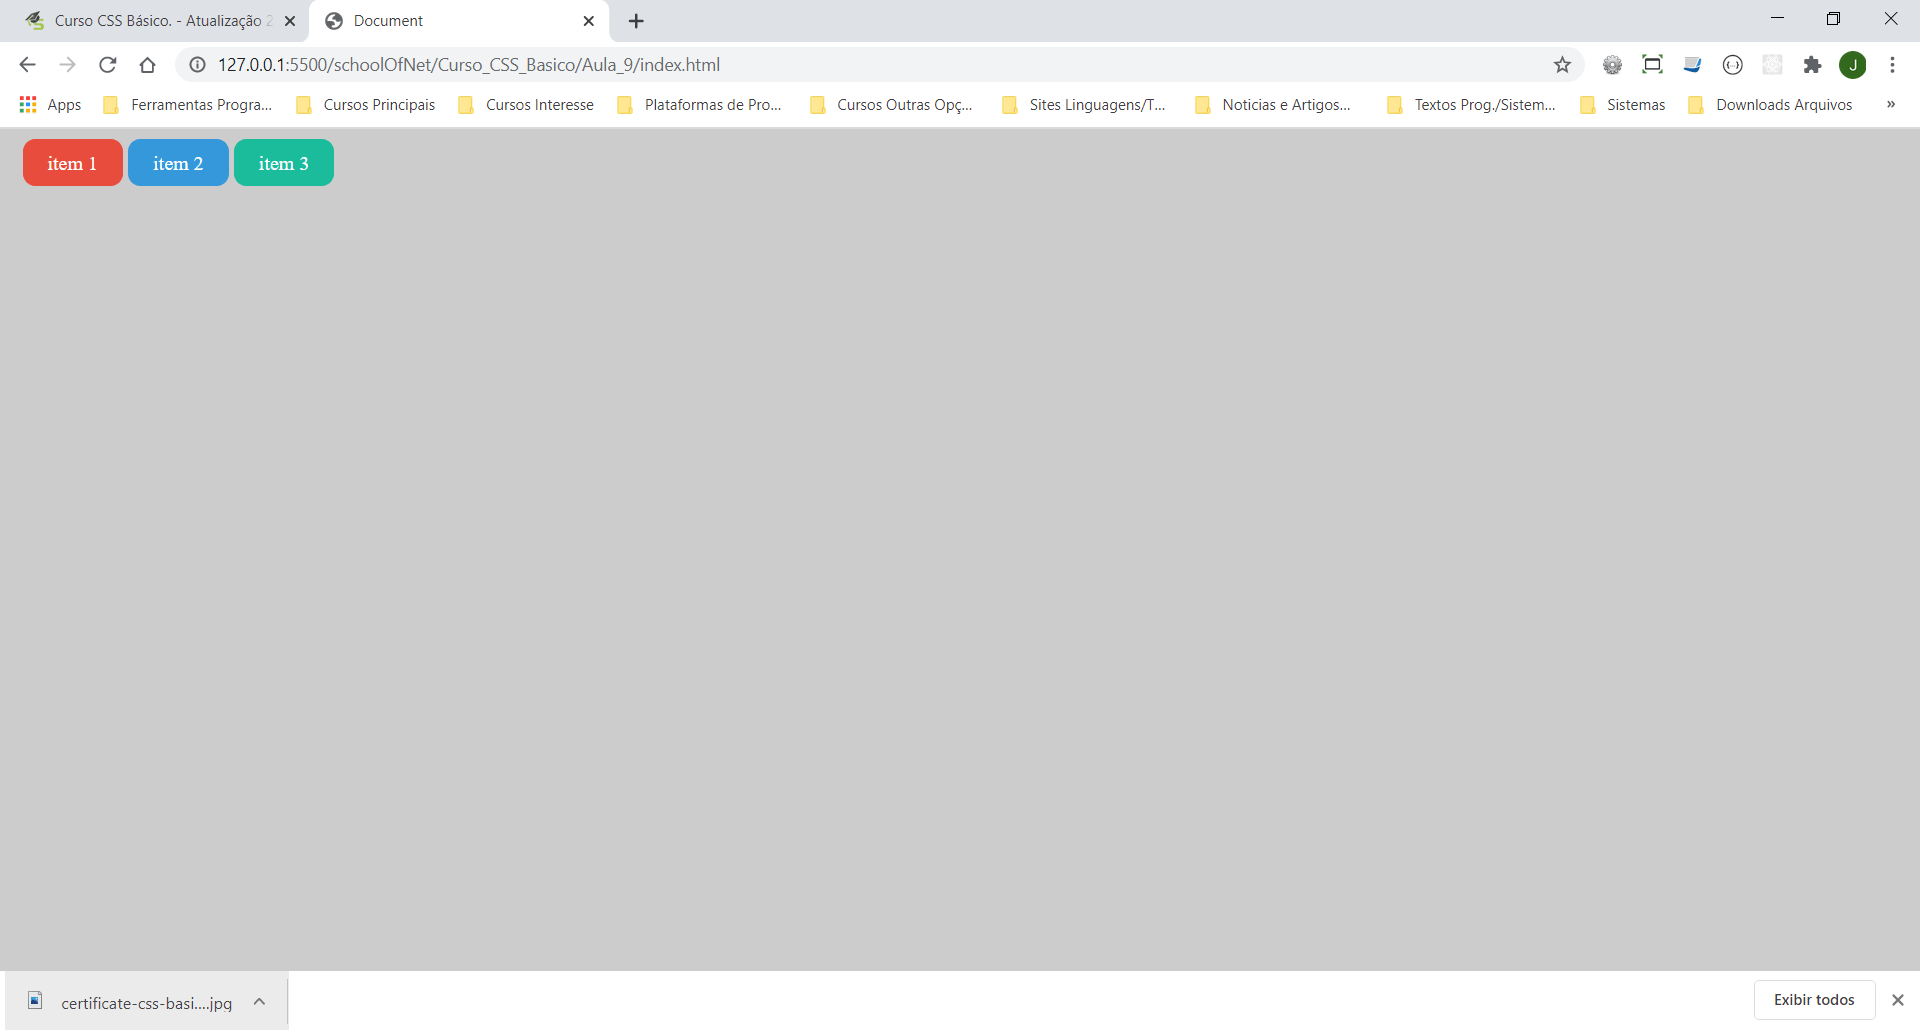 Curso CSS Básico. - Atualização 2
Document
127.0.0.1:5500/schoolOfNet/Curso_CSS_Basico/Aula_9/index.html
J
Apps Ferramentas Progra... Cursos Principais Cursos Interesse Plataformas de Pro... Cursos Outras Opç... Sites Linguagens/T... Noticias e Artigos... Textos Prog./Sistem... Sistemas Downloads Arquivos »
item 1 item 2 item 3
certificate-css-basi....jpg
Exibir todos